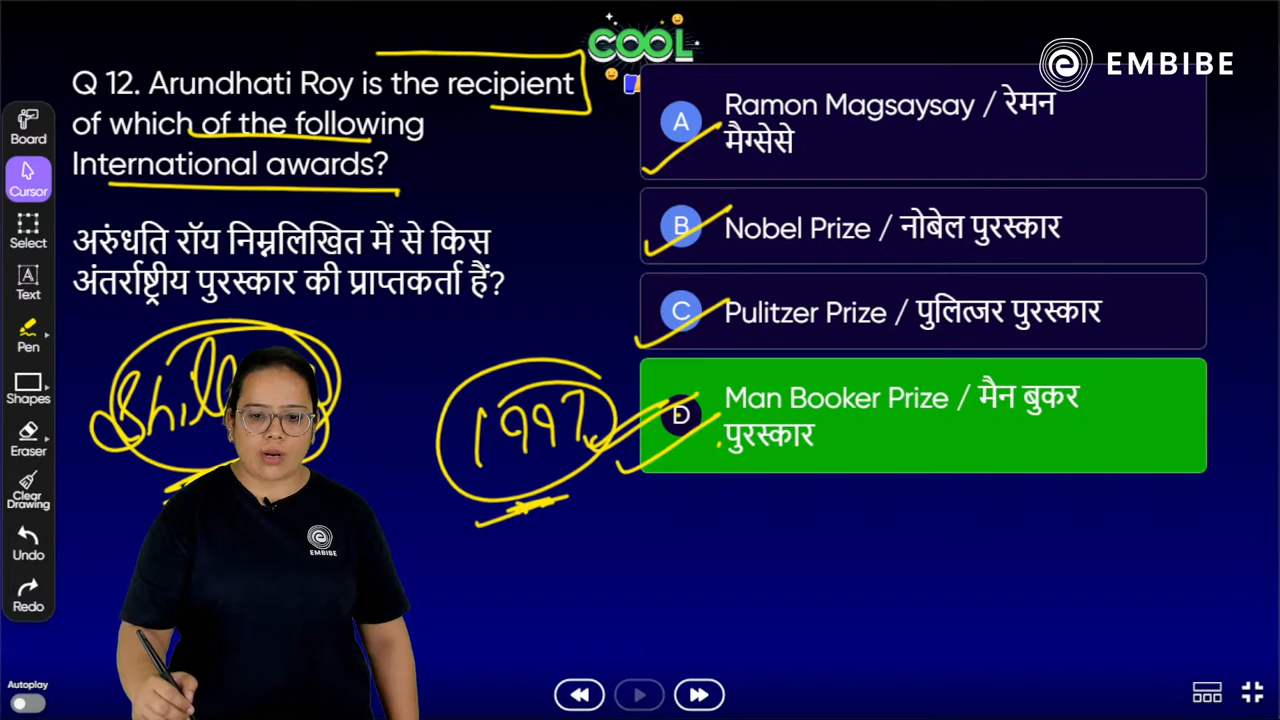 COOL
EMBIBE
Q 12. Arundhati Roy is the recipient
of which of the following
International awards?
अरुंधति रॉय निम्नलिखित में से किस
अंतर्राष्ट्रीय पुरस्कार की प्राप्तकर्ता हैं?
A
Ramon Magsaysay / रेमन
मैग्सेसे
B
Nobel Prize / नोबेल पुरस्कार
C
Pulitzer Prize / पुलित्जर पुरस्कार
D
Man Booker Prize / मैन बुकर
पुरस्कार
1997
EMBIBE
Board
Cursor
Select
A
Text
Pen
Shapes
Eraser
Clear
Drawing
Undo
Redo
Autoplay